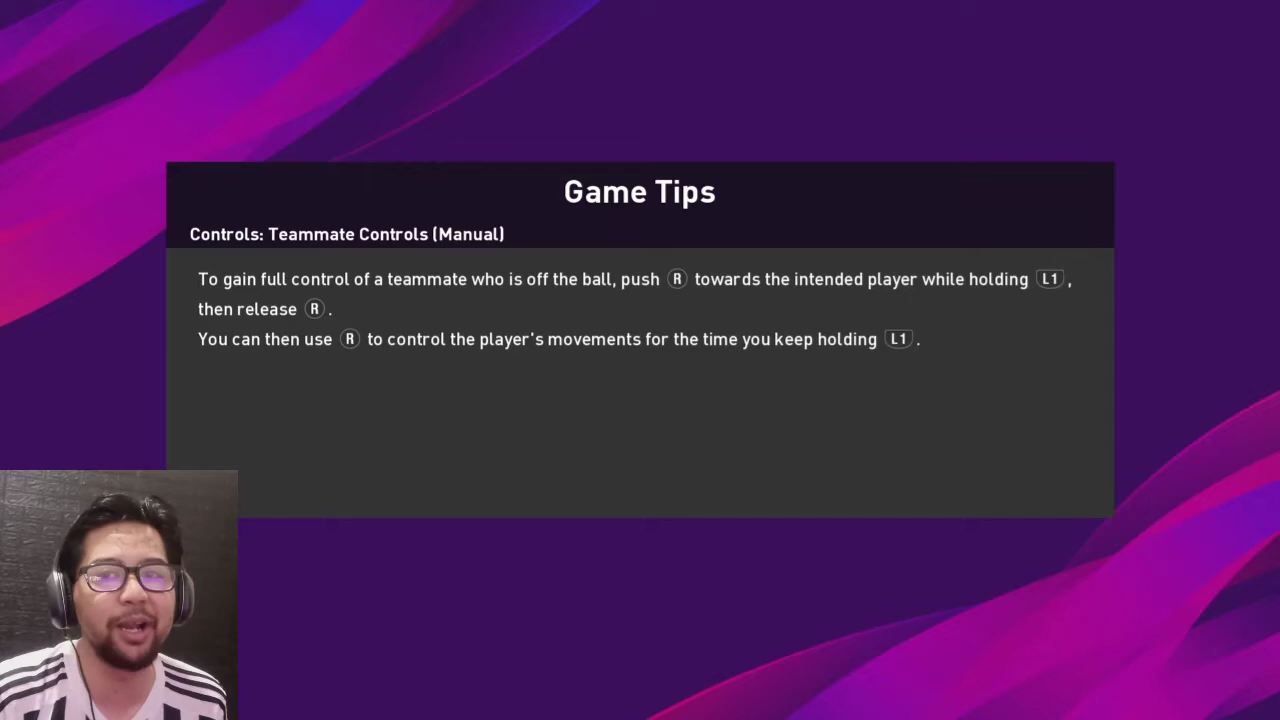 Game Tips
Controls: Teammate Controls (Manual)
To gain full control of a teammate who is off the ball, push R towards the intended player while holding L1 ,
then release R .
You can then use R to control the player's movements for the time you keep holding L1 .